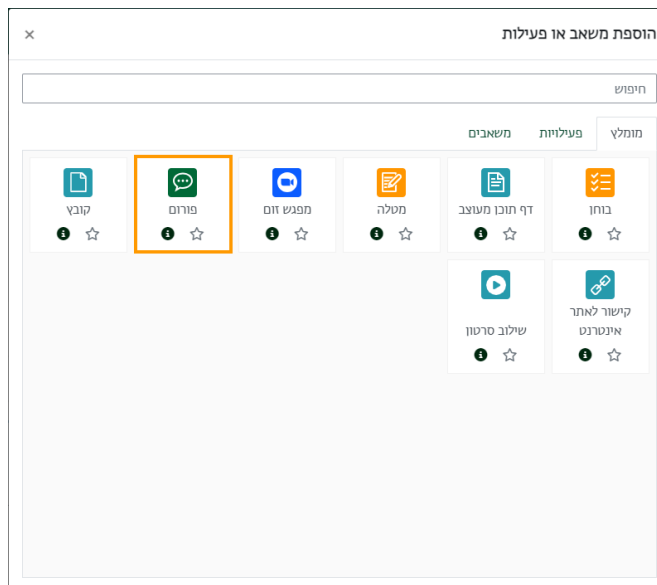 הוספת משאב או פעילות
×
חיפוש
מומלץ
פעילויות
משאבים
בוחן
דף תוכן מעוצב
מטלה
מפגש זום
פורום
קובץ
קישור לאתר
אינטרנט
שילוב סרטון